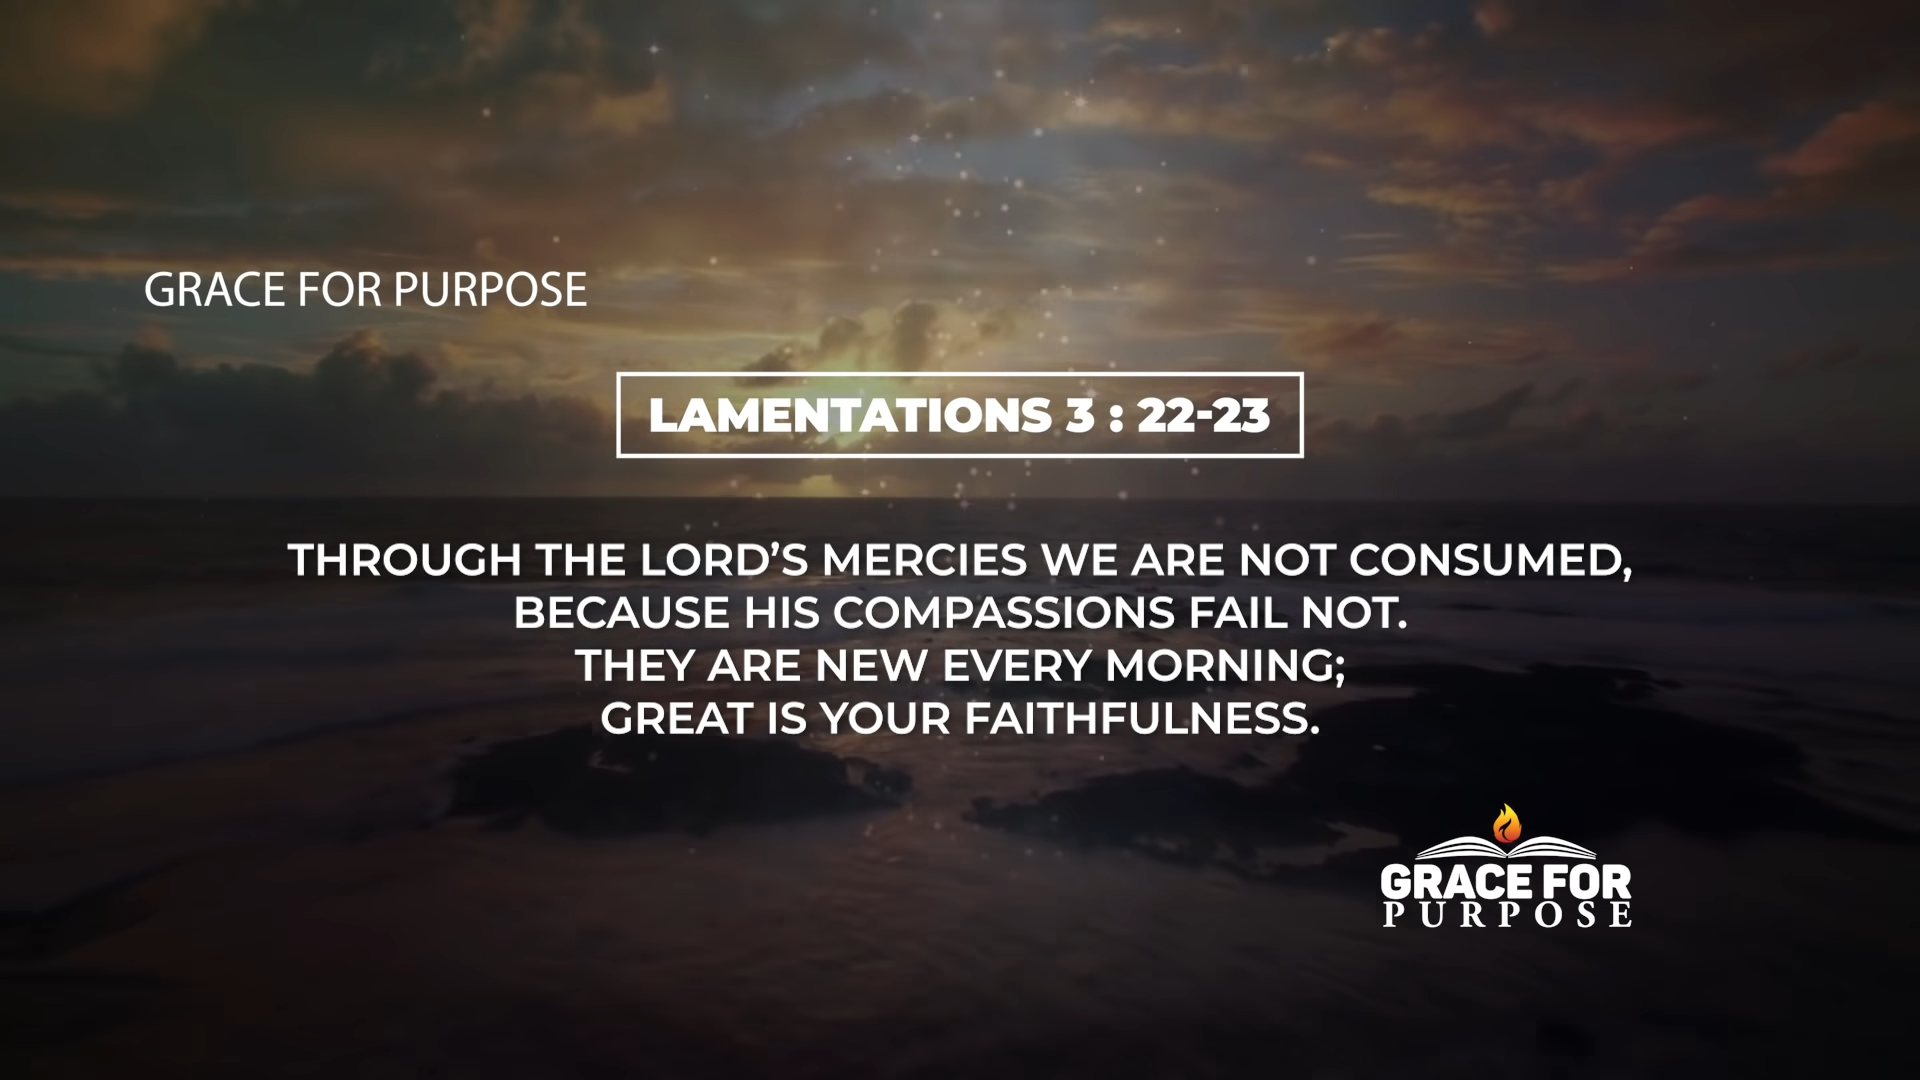 GRACE FOR PURPOSE
LAMENTATIONS 3 : 22-23
THROUGH THE LORD’S MERCIES WE ARE NOT CONSUMED,
BECAUSE HIS COMPASSIONS FAIL NOT.
THEY ARE NEW EVERY MORNING;
GREAT IS YOUR FAITHFULNESS.
GRACE FOR
PURPOSE